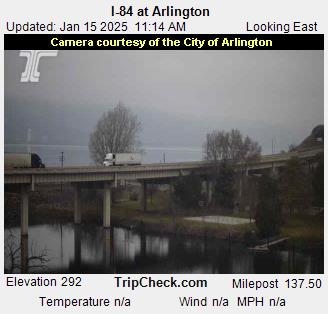 I-84 at Arlington
Updated: Jan 15 2025 11:14 AM Looking East
Camera courtesy of the City of Arlington
Elevation 292 TripCheck.com Milepost 137.50
Temperature n/a Wind n/a MPH n/a